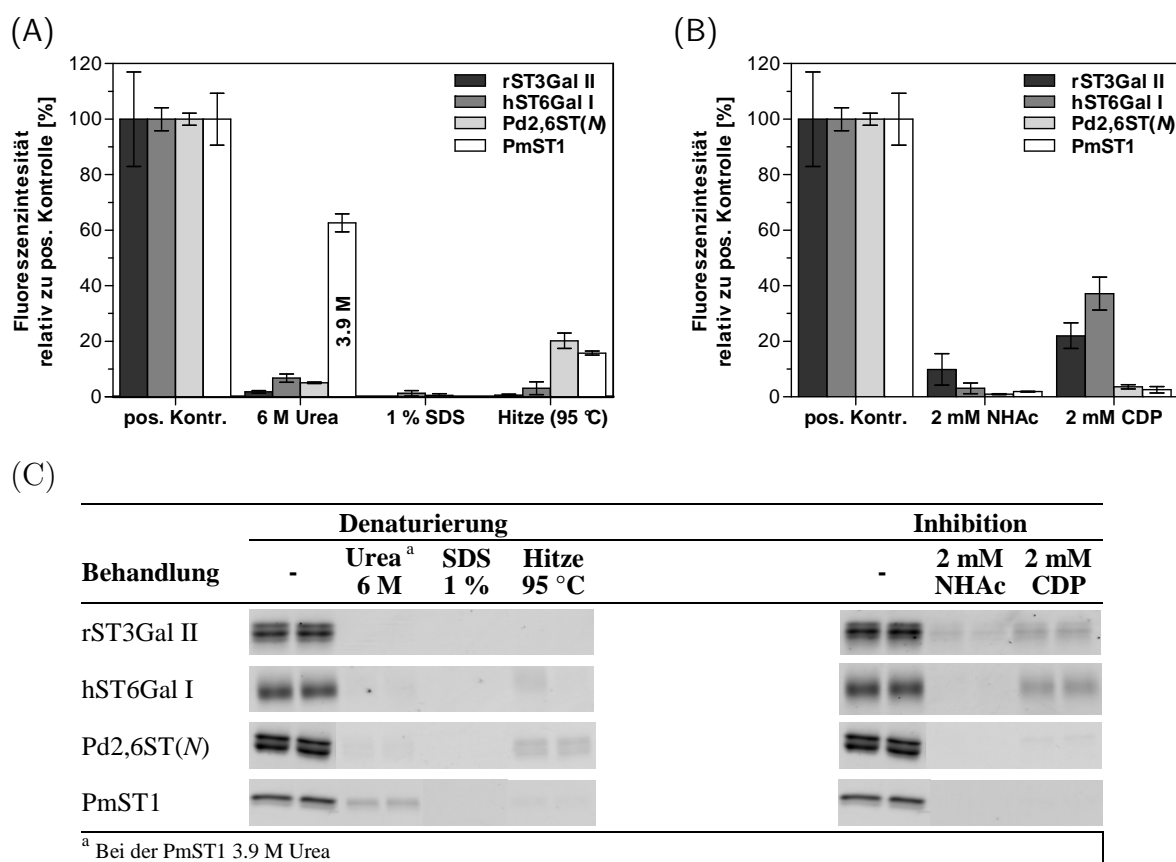 (A)
120
100
80
60
40
20
0
Fluoreszenzintesität
relativ zu pos. Kontrolle [%]
rST3Gal II
hST6Gal I
Pd2,6ST(N)
PmST1
3.9 M
pos. Kontr. 6 M Urea 1 % SDS Hitze (95 °C)
(B)
120
100
80
60
40
20
0
Fluoreszenzintesität
relativ zu pos. Kontrolle [%]
rST3Gal II
hST6Gal I
Pd2,6ST(N)
PmST1
pos. Kontr. 2 mM NHAc 2 mM CDP
(C)
Denaturierung Inhibition
Behandlung - Urea a 6 M SDS 1 % Hitze 95 °C - 2 mM NHAc 2 mM CDP
rST3Gal II
hST6Gal I
Pd2,6ST(N)
PmST1
a Bei der PmST1 3.9 M Urea